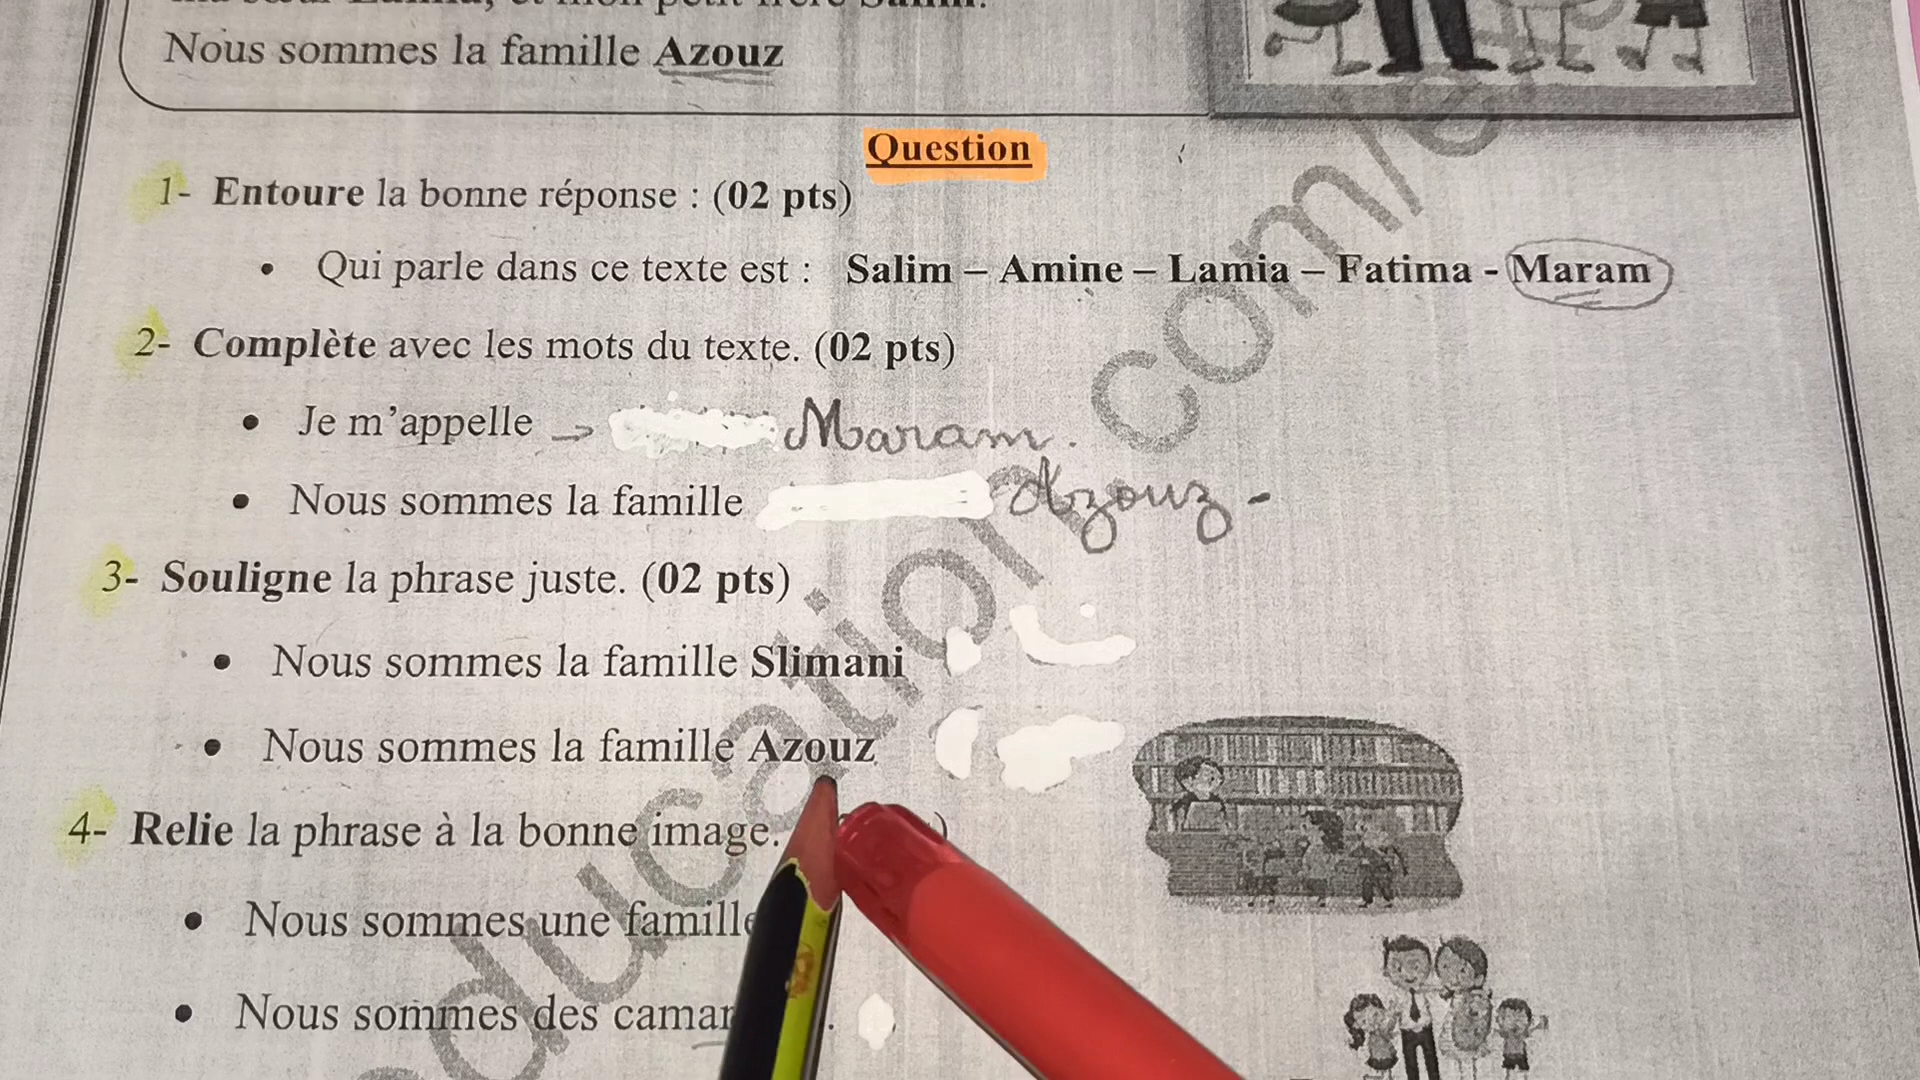 Nous sommes la famille Azouz
Question
1- Entoure la bonne réponse : (02 pts)
• Qui parle dans ce texte est : Salim – Amine – Lamia – Fatima - Maram
2- Complète avec les mots du texte. (02 pts)
• Je m'appelle → Maram.
• Nous sommes la famille Azouz -
3- Souligne la phrase juste. (02 pts)
• Nous sommes la famille Slimani
• Nous sommes la famille Azouz
4- Relie la phrase à la bonne image. )
• Nous sommes une famille
• Nous sommes des camar .
education.com/e